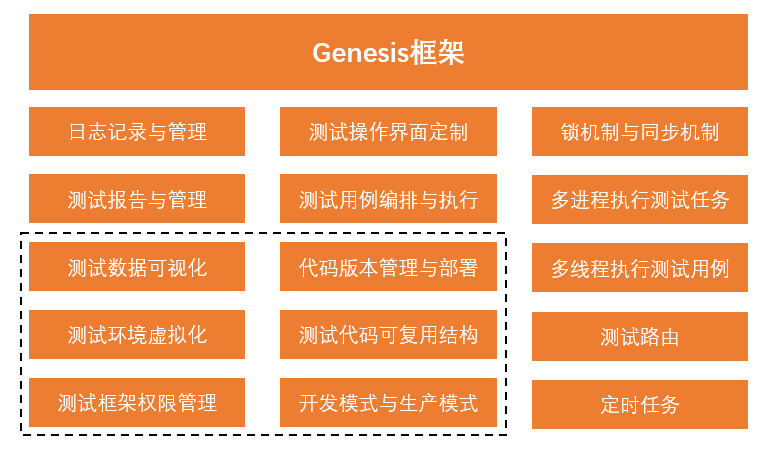 Genesis框架
日志记录与管理
测试操作界面定制
锁机制与同步机制
测试报告与管理
测试用例编排与执行
多进程执行测试任务
测试数据可视化
代码版本管理与部署
多线程执行测试用例
测试环境虚拟化
测试代码可复用结构
测试路由
测试框架权限管理
开发模式与生产模式
定时任务